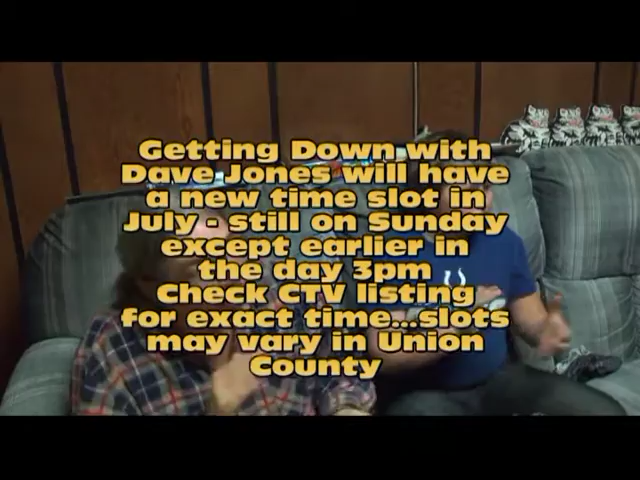 Getting Down with
Dave Jones will have
a new time slot in
July - still on Sunday
except earlier in
the day 3pm
Check CTV listing
for exact time...slots
may vary in Union
County